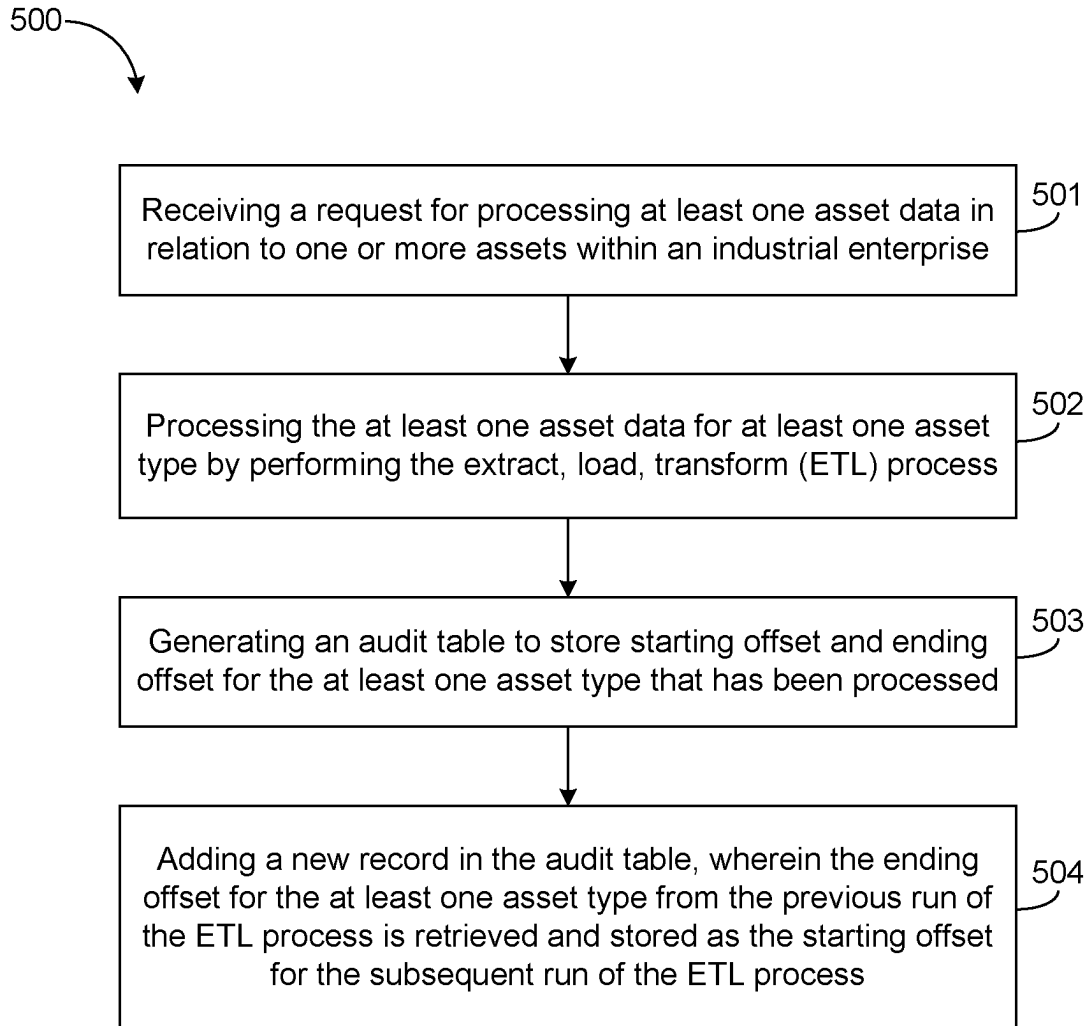 500
Receiving a request for processing at least one asset data in
relation to one or more assets within an industrial enterprise
501
Processing the at least one asset data for at least one asset
type by performing the extract, load, transform (ETL) process
502
Generating an audit table to store starting offset and ending
offset for the at least one asset type that has been processed
503
Adding a new record in the audit table, wherein the ending
offset for the at least one asset type from the previous run of
the ETL process is retrieved and stored as the starting offset
for the subsequent run of the ETL process
504